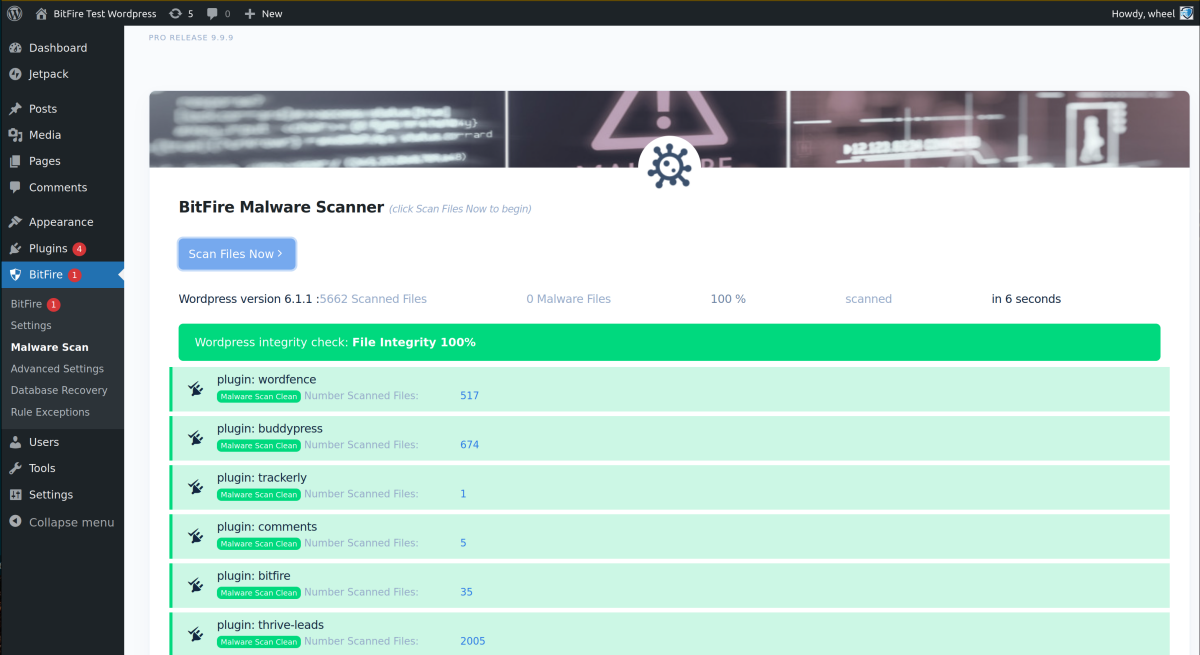 BitFire Test Wordpress 5 0 + New Howdy, wheel
PRO RELEASE 9.9.9
Dashboard
Jetpack
Posts
Media
Pages
Comments
Appearance
Plugins 4
BitFire 1
BitFire 1
Settings
Malware Scan
Advanced Settings
Database Recovery
Rule Exceptions
Users
Tools
Settings
Collapse menu
BitFire Malware Scanner (click Scan Files Now to begin)
Scan Files Now ›
Wordpress version 6.1.1 :5662 Scanned Files 0 Malware Files 100 % scanned in 6 seconds
Wordpress integrity check: File Integrity 100%
plugin: wordfence
Malware Scan Clean Number Scanned Files: 517
plugin: buddypress
Malware Scan Clean Number Scanned Files: 674
plugin: trackerly
Malware Scan Clean Number Scanned Files: 1
plugin: comments
Malware Scan Clean Number Scanned Files: 5
plugin: bitfire
Malware Scan Clean Number Scanned Files: 35
plugin: thrive-leads
Malware Scan Clean Number Scanned Files: 2005